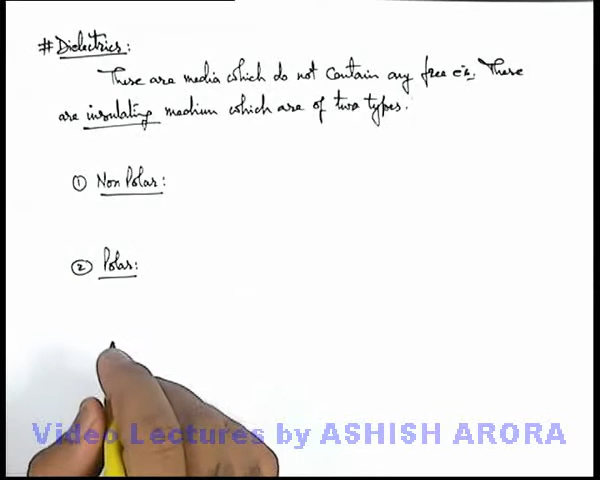 # Dielectrics:
These are media which do not contain any free e⁻s. These
are insulating medium which are of two types.
① Non Polar:
② Polar:
Video Lectures by ASHISH ARORA